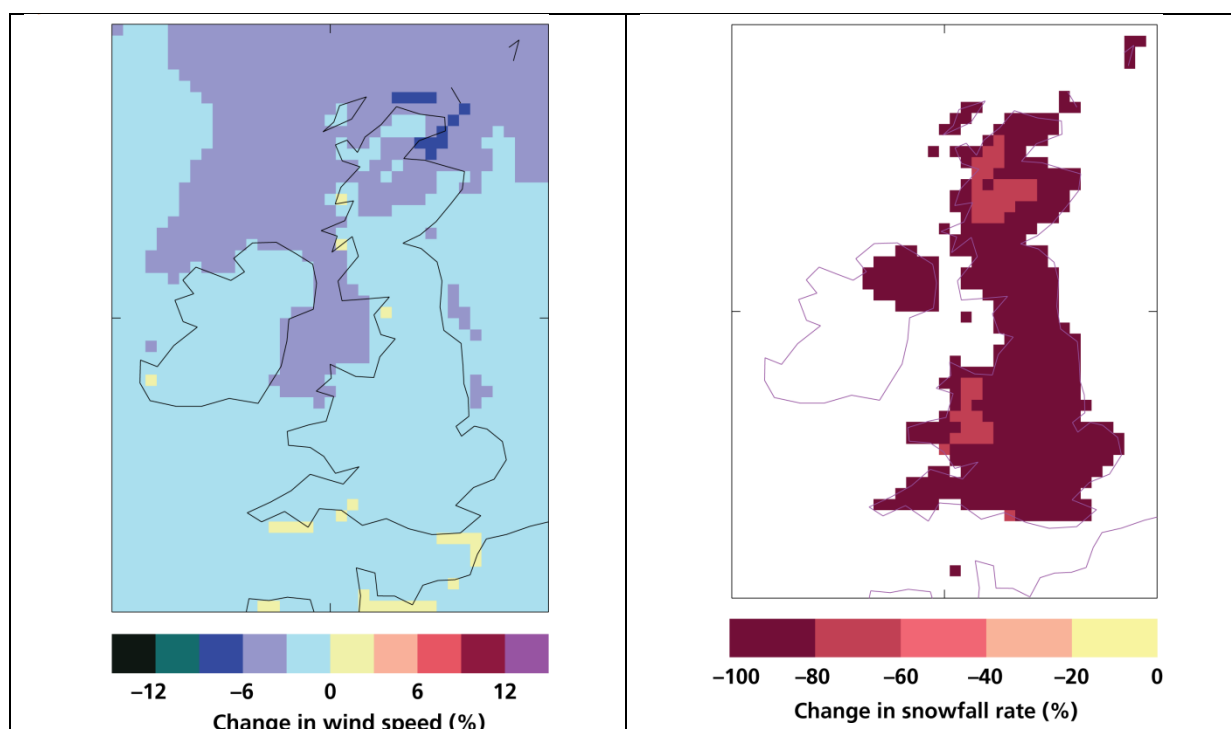 −12 −6 0 6 12
Change in wind speed (%)
−100 −80 −60 −40 −20 0
Change in snowfall rate (%)